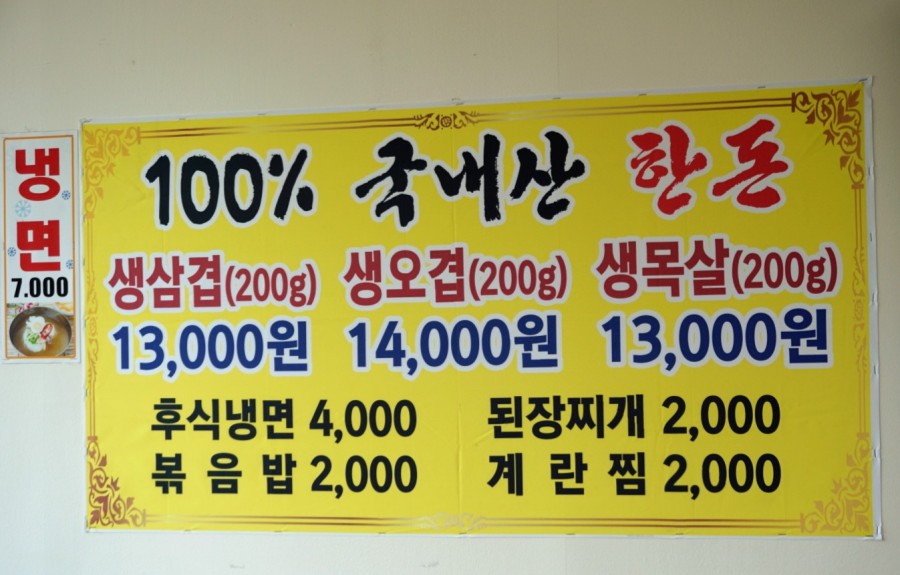 냉면
7.000
100% 국내산 한돈
생삼겹(200g) 생오겹(200g) 생목살(200g)
13,000원 14,000원 13,000원
후식냉면 4,000 된장찌개 2,000
볶음밥 2,000 계란찜 2,000